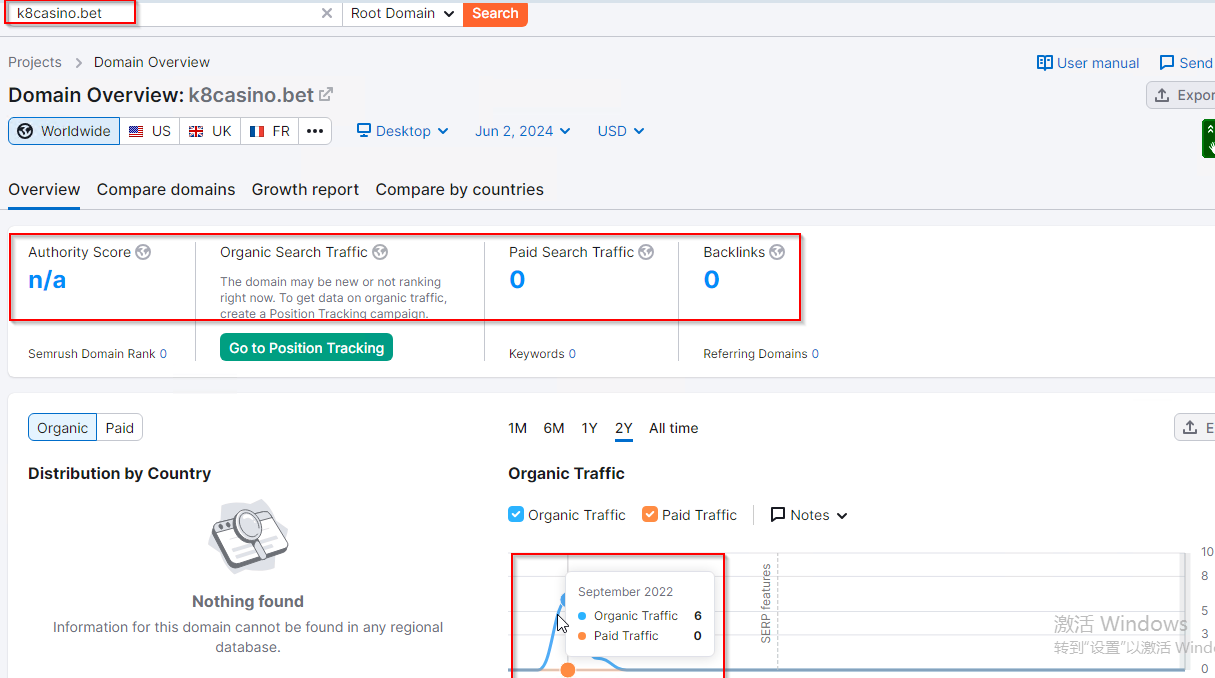 k8casino.bet
Root Domain
Search
Projects > Domain Overview
User manual
Send
Domain Overview: k8casino.bet
Expor
Worldwide
US
UK
FR
•••
Desktop
Jun 2, 2024
USD
Overview
Compare domains
Growth report
Compare by countries
Authority Score
n/a
Semrush Domain Rank 0
Organic Search Traffic
The domain may be new or not ranking
right now. To get data on organic traffic,
create a Position Tracking campaign.
Go to Position Tracking
Paid Search Traffic
0
Keywords 0
Backlinks
0
Referring Domains 0
Organic
Paid
1M
6M
1Y
2Y
All time
E
Distribution by Country
Nothing found
Information for this domain cannot be found in any regional
database.
Organic Traffic
Organic Traffic
Paid Traffic
Notes
September 2022
Organic Traffic 6
Paid Traffic 0
SERP features
10
8
5
3
0
激活 Windows
转到"设置"以激活 Wind